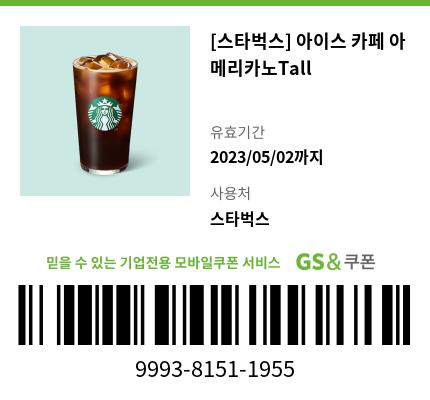 [스타벅스] 아이스 카페 아
메리카노Tall
유효기간
2023/05/02까지
사용처
스타벅스
믿을 수 있는 기업전용 모바일쿠폰 서비스 GS&쿠폰
9993-8151-1955